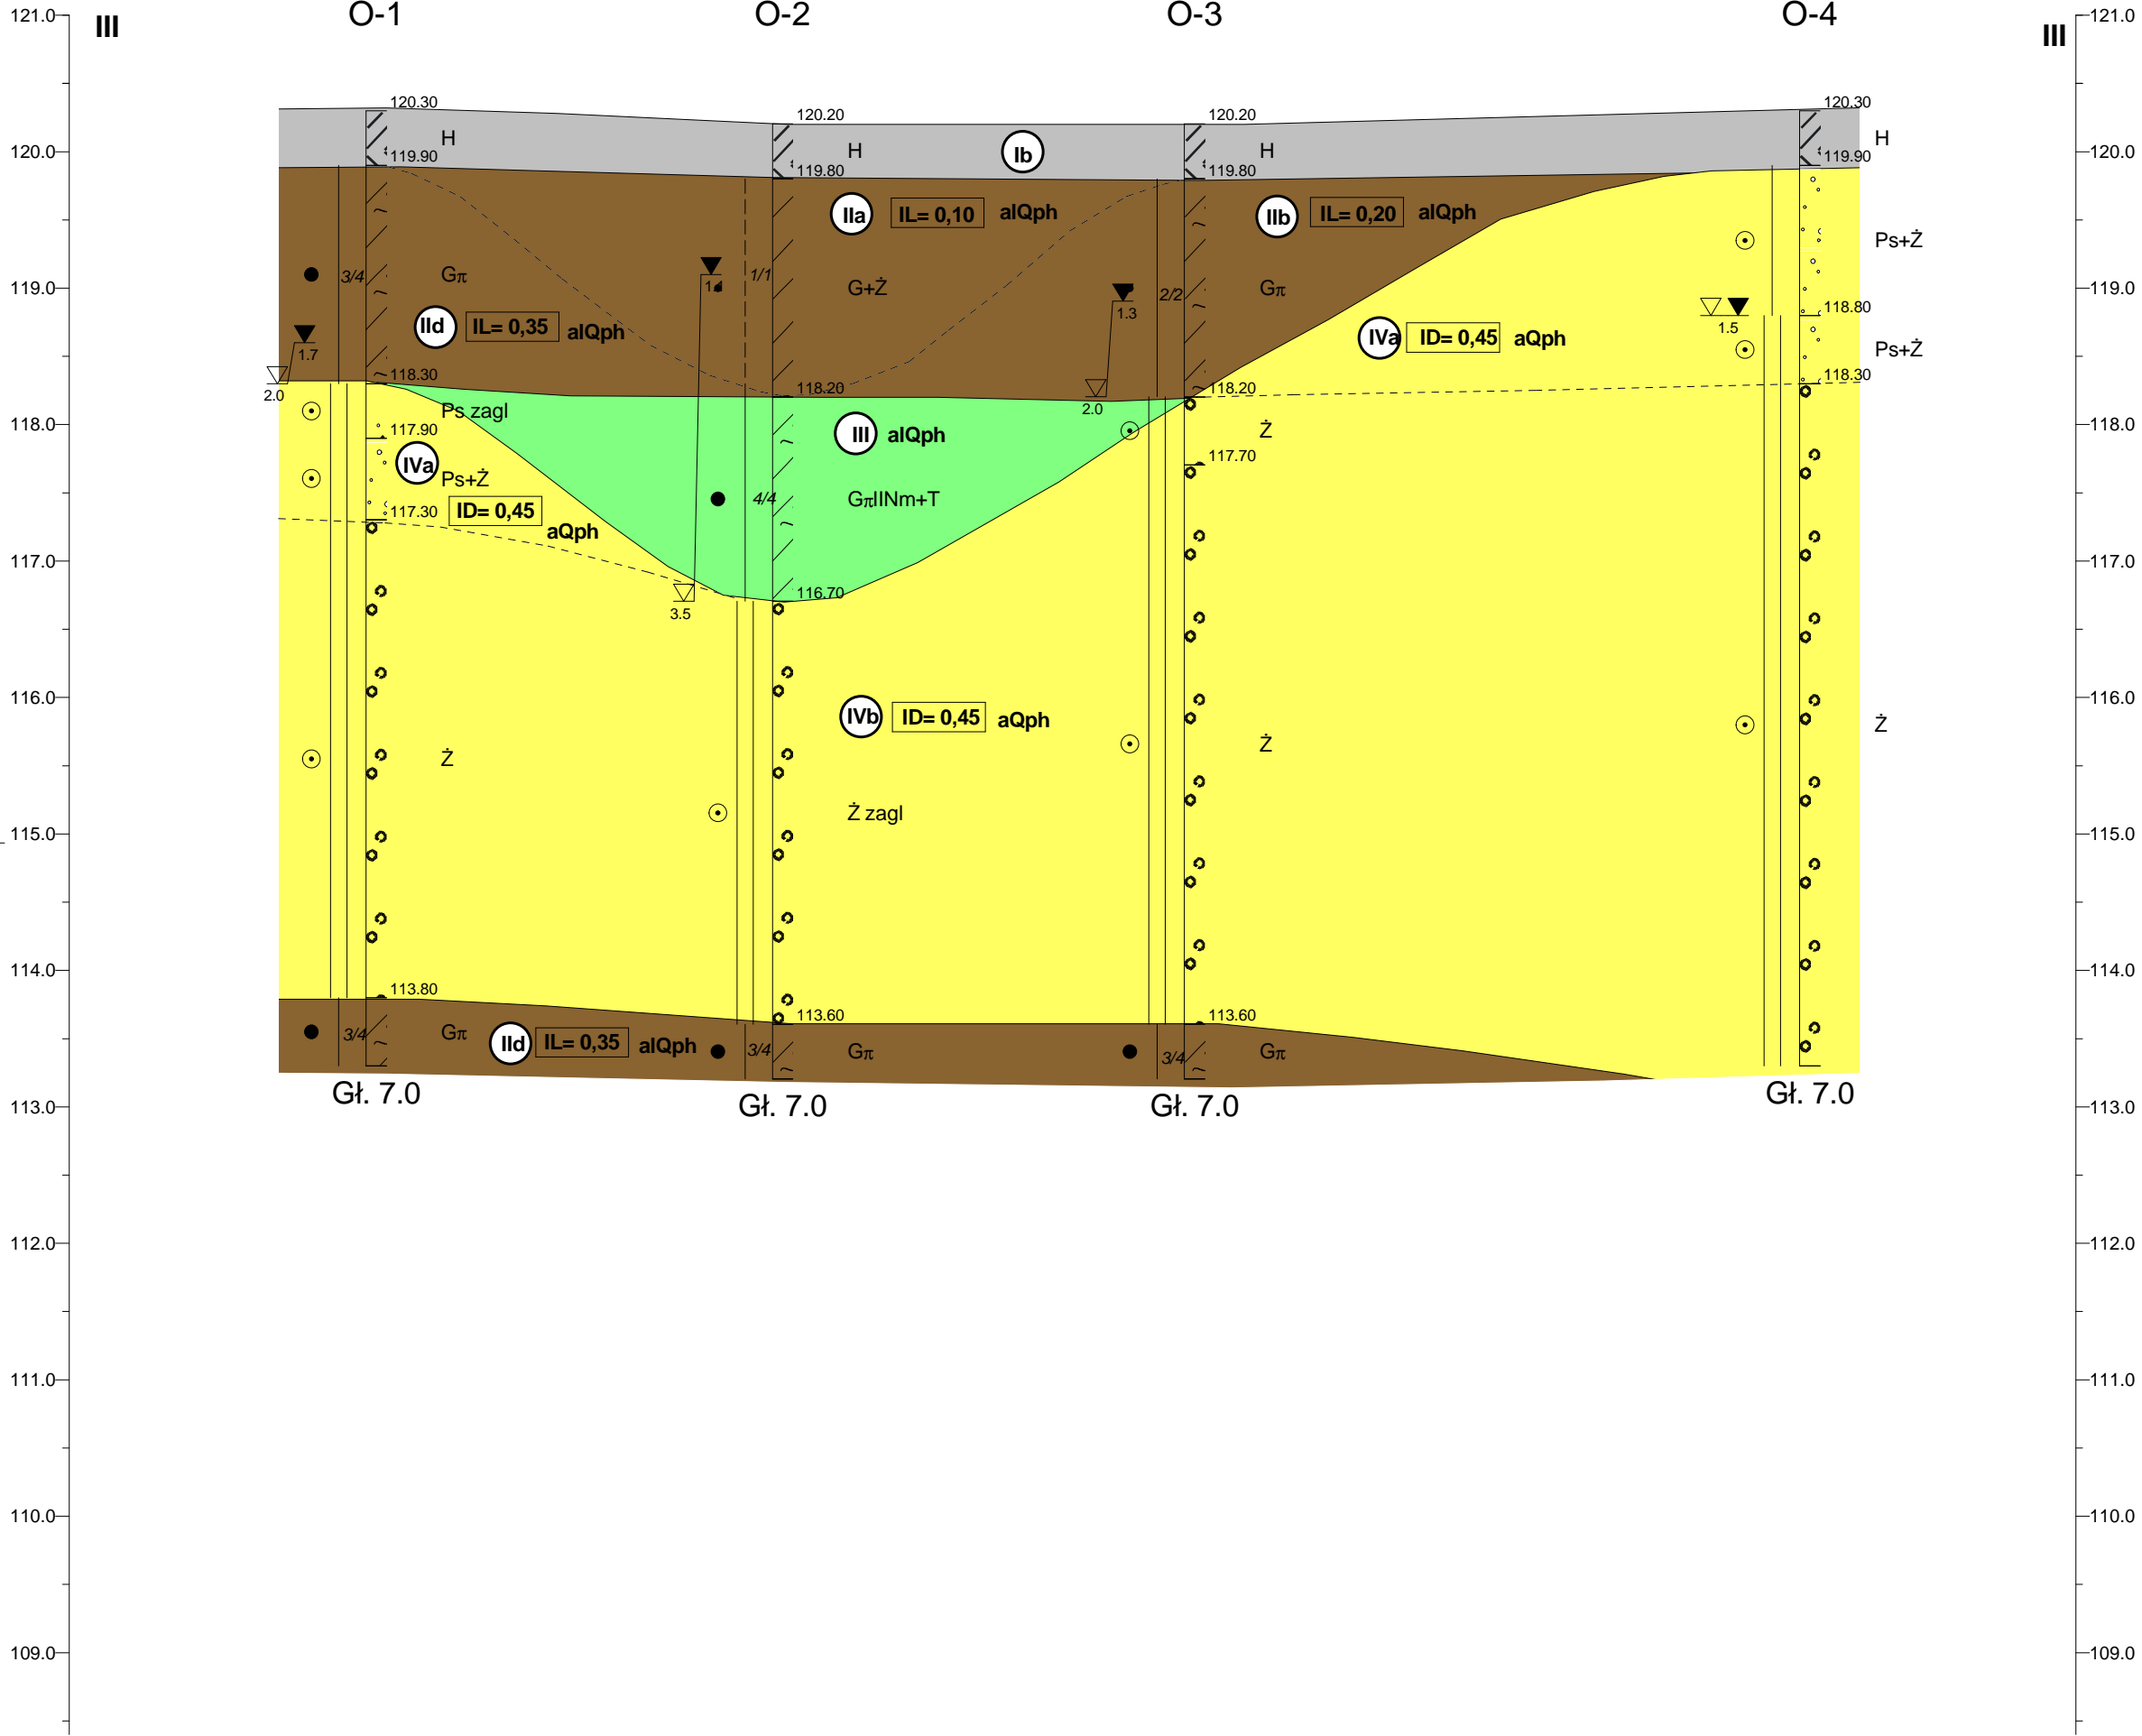 O-1 O-2 O-3 O-4
121.0 121.0
III III
120.30 120.30
120.20 120.20
H H
H Ib H
120.0 120.0
119.90 119.90
119.80 119.80
IIa IL= 0,10 alQph IIb IL= 0,20 alQph
Ps+Ż
3/4 Gπ 1/1
119.0 G+Ż 2/2 Gπ 119.0
118.80
1.3 1.5
IId IL= 0,35 alQph IVa ID= 0,45 aQph
1.7 Ps+Ż
118.30 118.30
118.20 118.20
2.0 2.0
Ps zagl
118.0 118.0
117.90 III alQph Ż
IVa 117.70
Ps+Ż
4/4 GπIINm+T
117.30 ID= 0,45
aQph
117.0 117.0
116.70
3.5
116.0 116.0
IVb ID= 0,45 aQph Ż
Ż Ż
Ż zagl
115.0 115.0
114.0 114.0
113.80
113.60 113.60
3/4 Gπ IId IL= 0,35 alQph
3/4 Gπ 3/4 Gπ
Gł. 7.0 Gł. 7.0
Gł. 7.0 Gł. 7.0
113.0 113.0
112.0 112.0
111.0 111.0
110.0 110.0
109.0 109.0